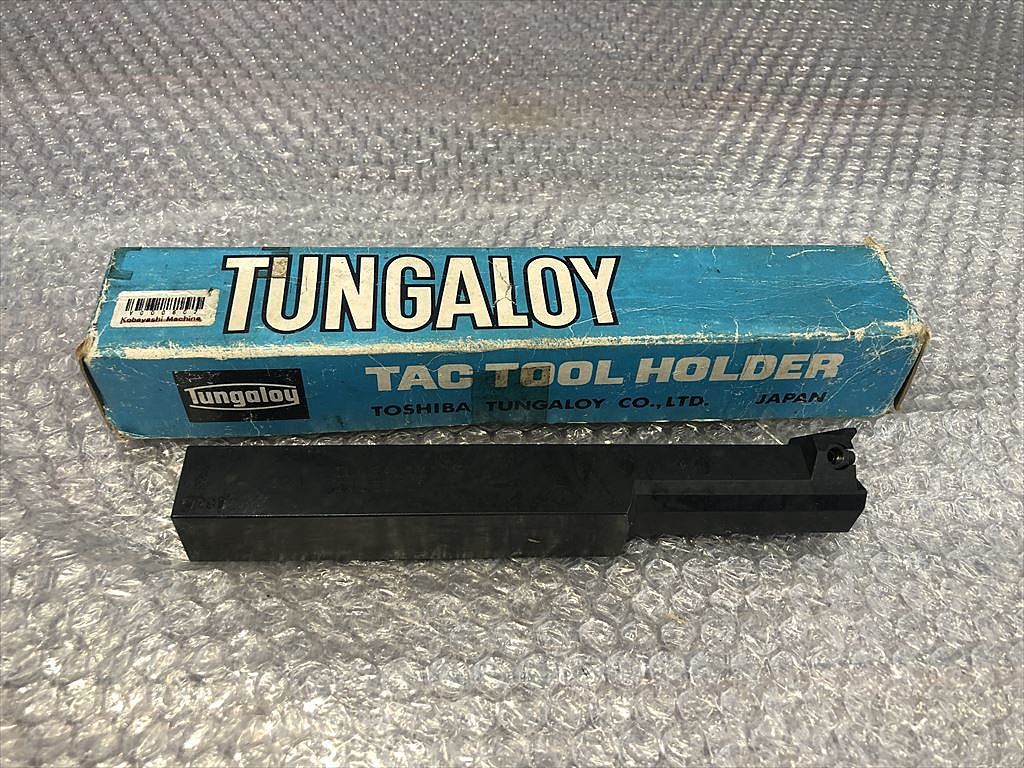 TUNGALOY
Kobayashi Machine
Tungaloy
TAC TOOL HOLDER
TOSHIBA TUNGALOY CO.,LTD. JAPAN